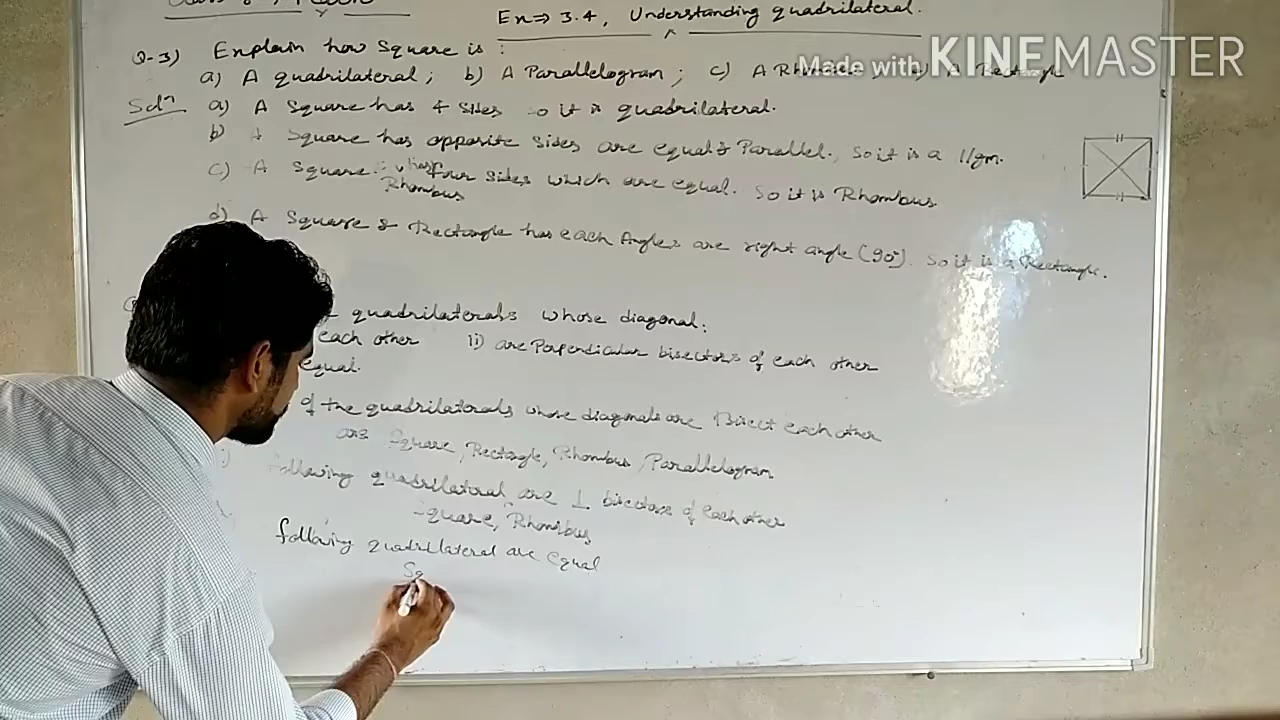 Ex ⇒ 3.4, Understanding quadrilateral.
Q-3) Explain how Square is :
a) A quadrilateral; b) A Parallelogram; c) A
Made with KINEMASTER
Solⁿ a) A Square has 4 sides so it is quadrilateral.
b) A Square has opposite sides are equal & Parallel. So it is a 11gm.
c) A Square has four sides which are equal. So it is Rhombus
Rhombus
d) A Square & Rectangle has each Angles are right angle (90°). So it is a Rectangle.
quadrilaterals whose diagonal:
each other ii) are Perpendicular bisectors of each other
equal.
of the quadrilaterals whose diagonals are Bisect each other
are Square, Rectangle, Rhombus, Parallelogram
following quadrilateral are ⊥ bisectors of each other
Square, Rhombus
following quadrilateral are equal
Sq